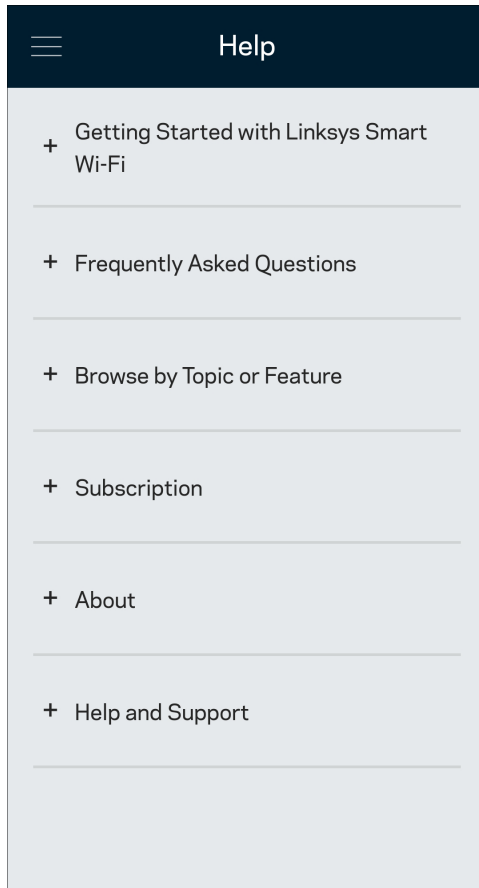 Help
+ Getting Started with Linksys Smart
Wi-Fi
+ Frequently Asked Questions
+ Browse by Topic or Feature
+ Subscription
+ About
+ Help and Support